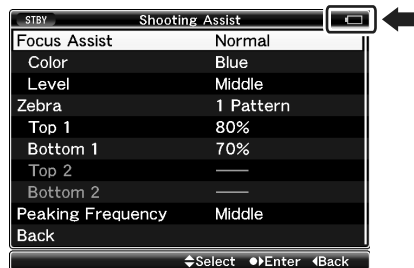 STBY Shooting Assist
Focus Assist Normal
Color Blue
Level Middle
Zebra 1 Pattern
Top 1 80%
Bottom 1 70%
Top 2 ——
Bottom 2 ——
Peaking Frequency Middle
Back
Select Enter Back